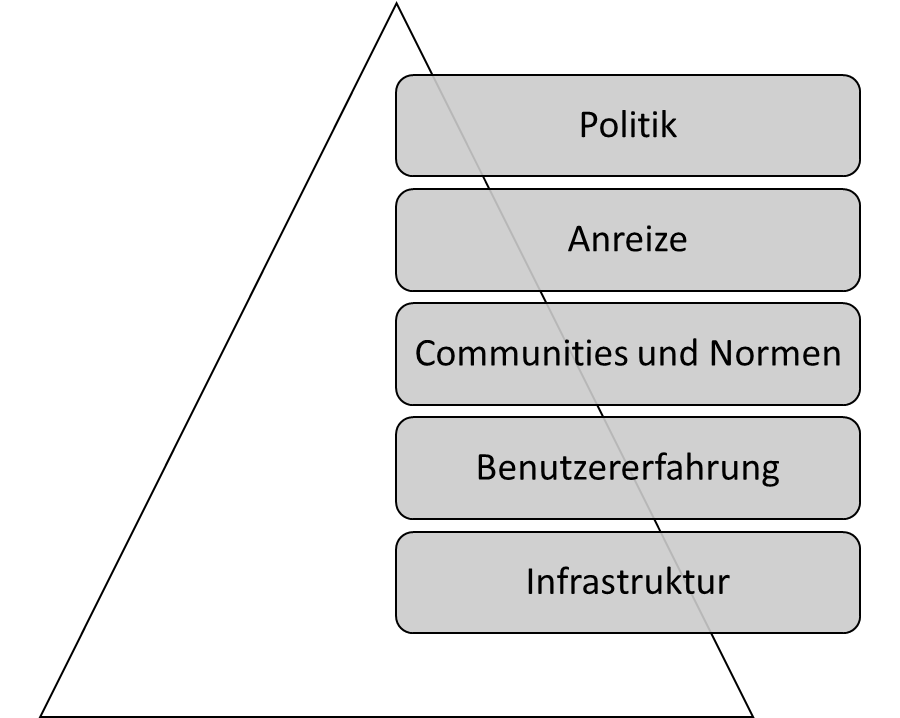 Politik
Anreize
Communities und Normen
Benutzererfahrung
Infrastruktur